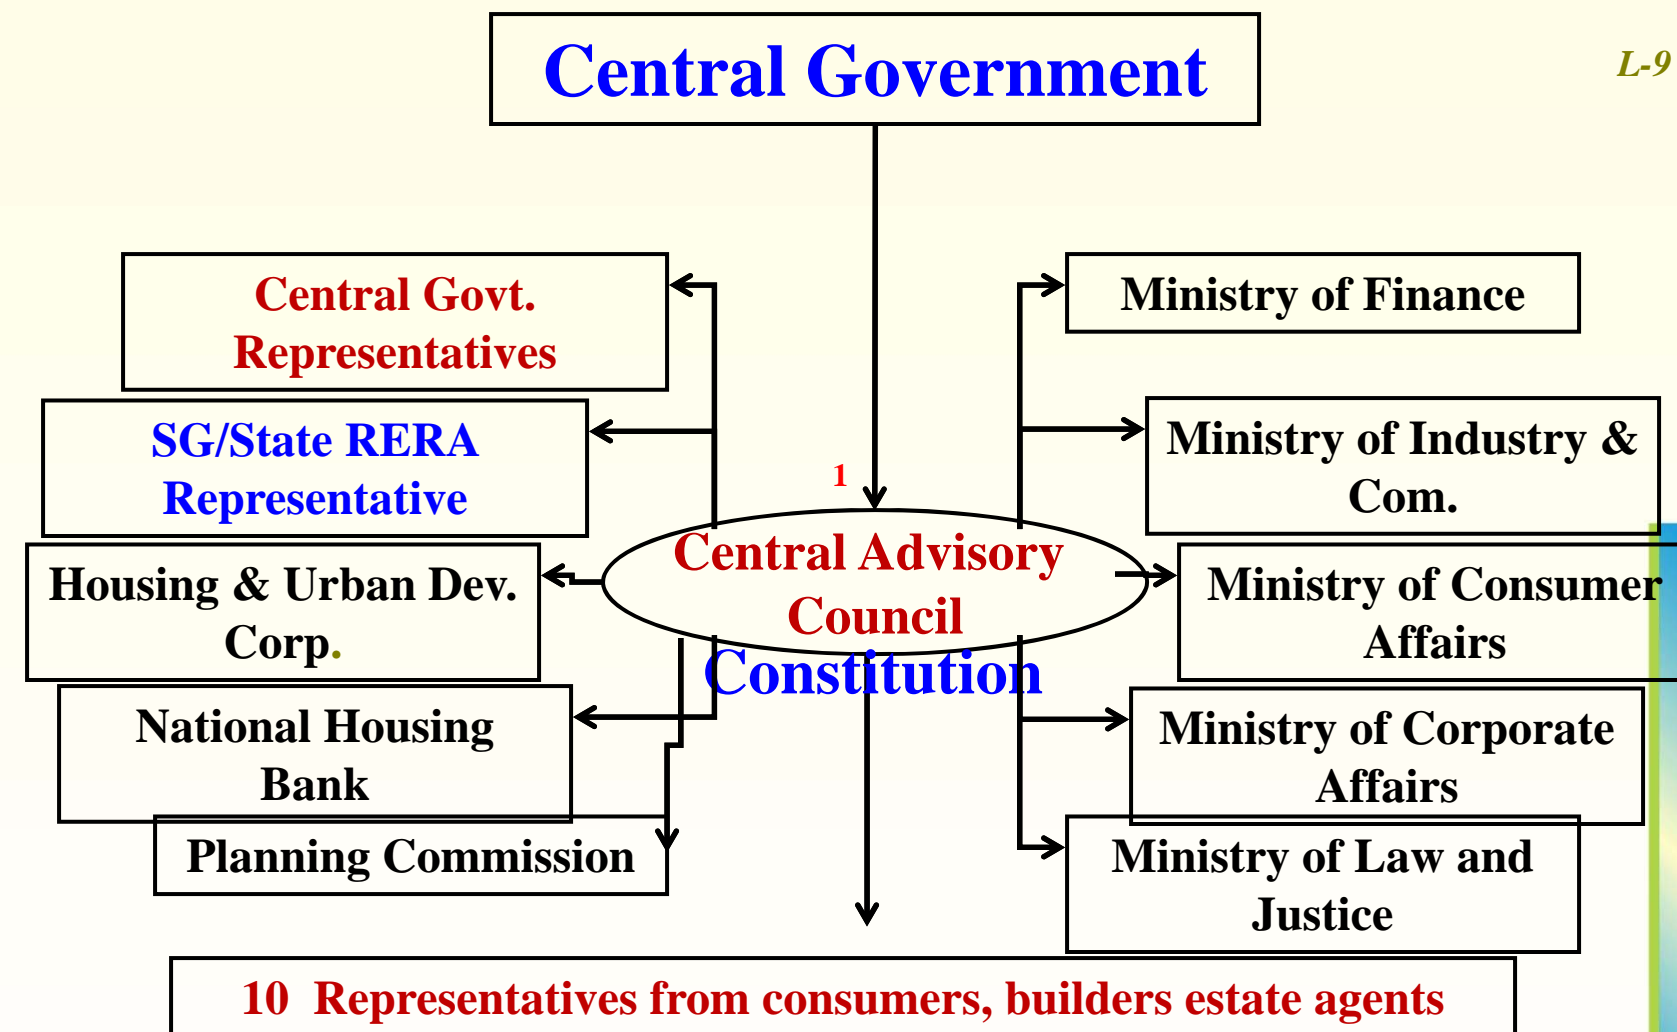 Central Government
L-9
Central Govt.
Representatives
Ministry of Finance
SG/State RERA
Representative
Ministry of Industry &
Com.
1
Central Advisory
Council
Constitution
Housing & Urban Dev.
Corp.
Ministry of Consumer
Affairs
National Housing
Bank
Ministry of Corporate
Affairs
Planning Commission
Ministry of Law and
Justice
10 Representatives from consumers, builders estate agents